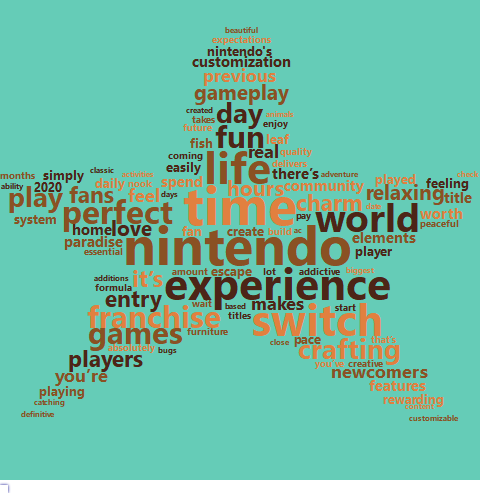 beautiful
expectations
nintendo's
customization
previous
gameplay
created day animals
takes enjoy
future fun leaf
fish real quality
coming life delivers
easily there's adventure
months simply classic activities check
ability 2020 daily nook spend hours community played feeling
play fans feel days time charm relaxing title
perfect dawn
system pay world worth
home love fan create build ac peaceful
paradise nintendo elements
essential player
additions it's amount escape lot addictive biggest
formula experience
entry wait based makes start
franchise titles switch
games furniture
absolutely bugs close pace that's
players crafting
you've creative
you're newcomers
playing features
catching rewarding
definitive content
customizable